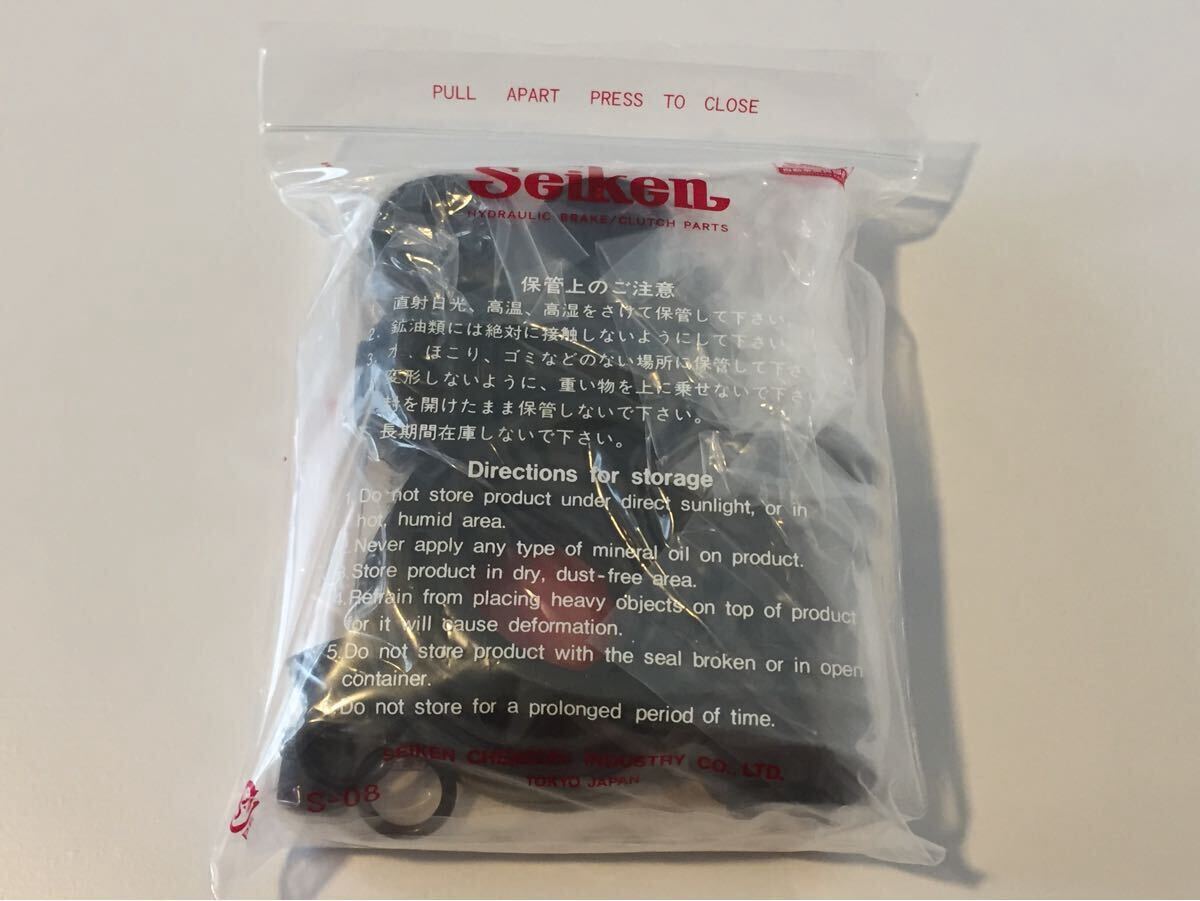 PULL APART PRESS TO CLOSE
Seiken
HYDRAULIC BRAKE/CLUTCH PARTS
保管上のご注意
直射日光、高温、高湿をさけて保管して下さい。
2. 鉱油類には絶対に接触しないようにして下さい
3. ほこり、ゴミなどのない場所に保管して下さ
変形しないように、重い物を上に乗せないで下さい
封を開けたまま保管しないで下さい。
長期間在庫しないで下さい。
Directions for storage
1. Do not store product under direct sunlight, or in
hot, humid area.
Never apply any type of mineral oil on product.
3. Store product in dry, dust-free area.
4. Refrain from placing heavy objects on top of product
for it will cause deformation.
5. Do not store product with the seal broken or in open
container.
Do not store for a prolonged period of time.
SEIKEN CHEMICAL INDUSTRY CO., LTD.
TOKYO JAPAN
S-08